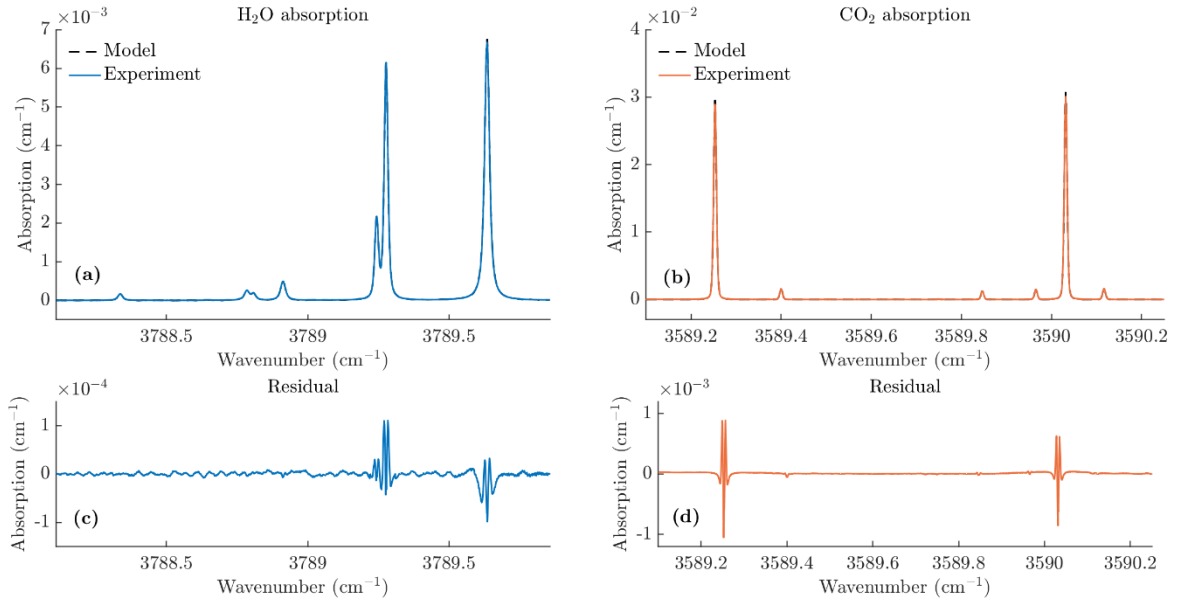 H₂O absorption
×10⁻³
7
6
5
4
3
2
1
0
Absorption (cm⁻¹)
Model
Experiment
(a)
3788.5 3789 3789.5
Wavenumber (cm⁻¹)
CO₂ absorption
×10⁻²
4
3
2
1
0
Absorption (cm⁻¹)
Model
Experiment
(b)
3589.2 3589.4 3589.6 3589.8 3590 3590.2
Wavenumber (cm⁻¹)
Residual
×10⁻⁴
1
0
-1
Absorption (cm⁻¹)
(c)
3788.5 3789 3789.5
Wavenumber (cm⁻¹)
Residual
×10⁻³
1
0
-1
Absorption (cm⁻¹)
(d)
3589.2 3589.4 3589.6 3589.8 3590 3590.2
Wavenumber (cm⁻¹)